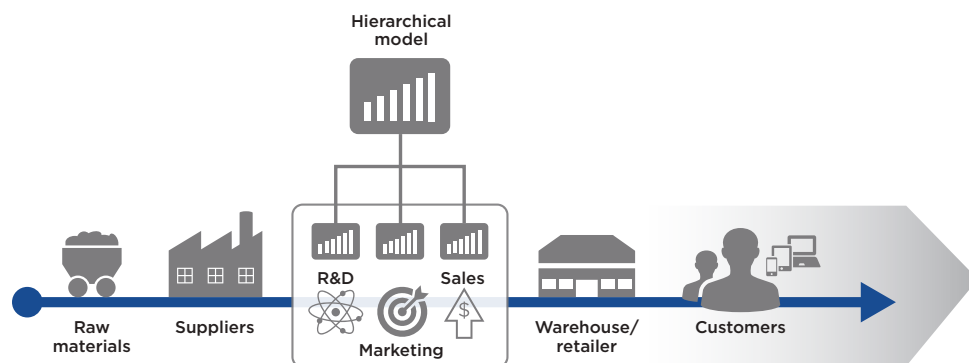 Hierarchical
model
R&D
Sales
$
Marketing
Raw
materials
Suppliers
Warehouse/
retailer
Customers